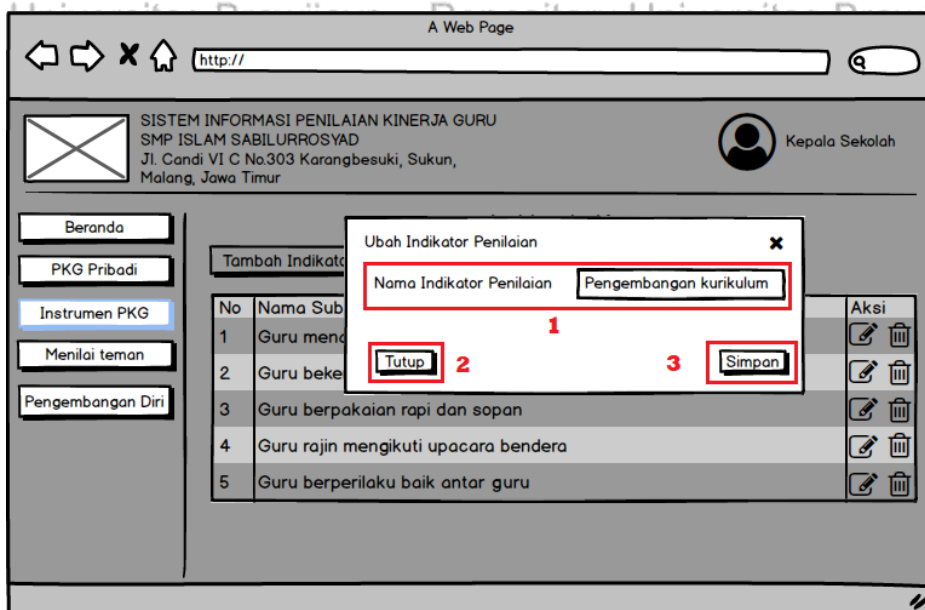 A Web Page
http://
SISTEM INFORMASI PENILAIAN KINERJA GURU
SMP ISLAM SABILURROSYAD
Jl. Candi VI C No.303 Karangbesuki, Sukun,
Malang, Jawa Timur
Kepala Sekolah
Beranda
PKG Pribadi
Instrumen PKG
Menilai teman
Pengembangan Diri
Ubah Indikator Penilaian
Nama Indikator Penilaian Pengembangan kurikulum
1
Tutup 2 3 Simpan
Tambah
No Nama Sub Aksi
1 Guru
2 Guru
3 Guru berpakaian rapi dan sopan
4 Guru rajin mengikuti upacara bendera
5 Guru berperilaku baik antar guru